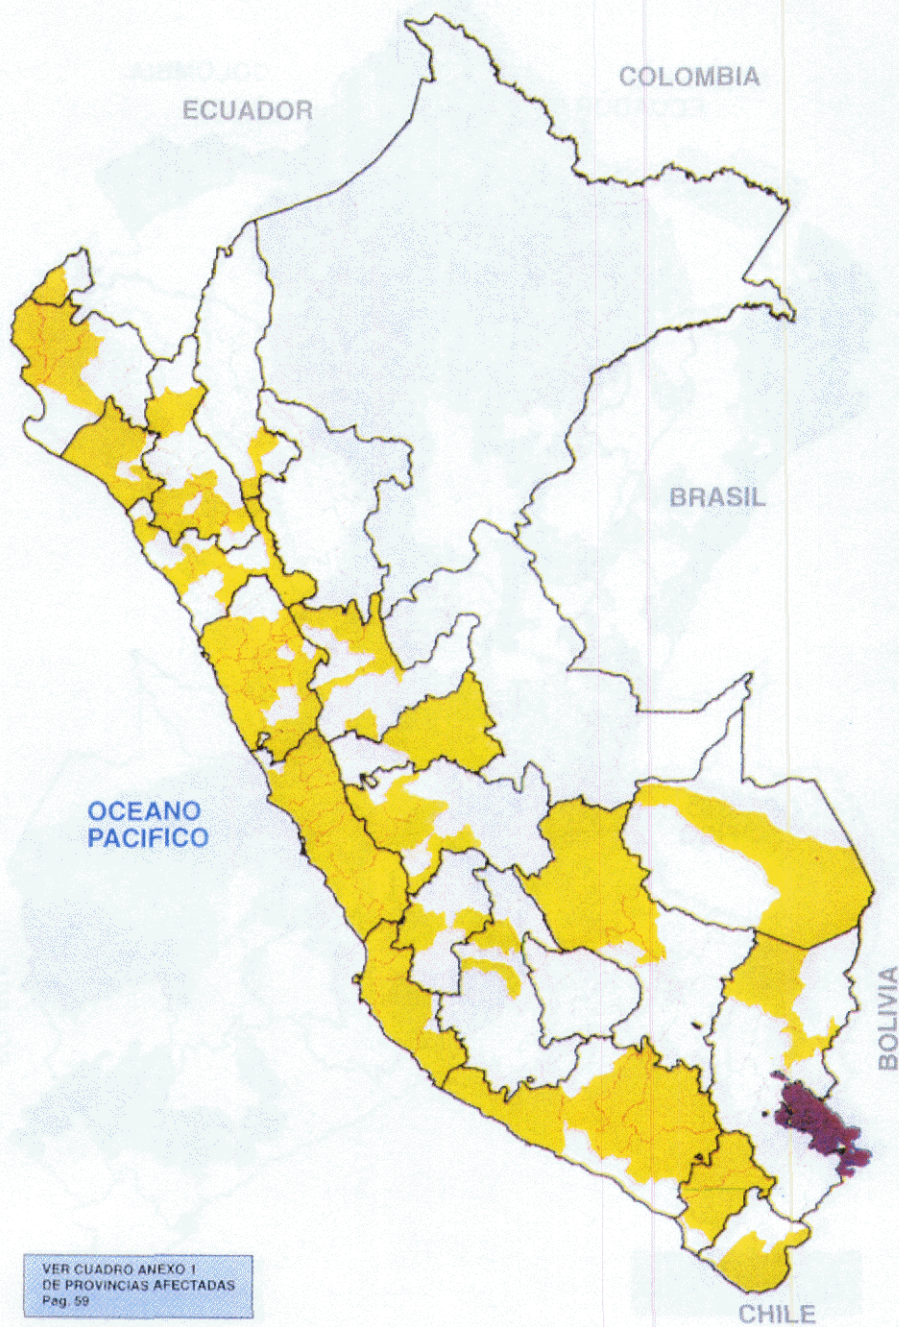 COLOMBIA
ECUADOR
BRASIL
OCEANO
PACIFICO
BOLIVIA
VER CUADRO ANEXO 1
DE PROVINCIAS AFECTADAS
Pag. 59
CHILE